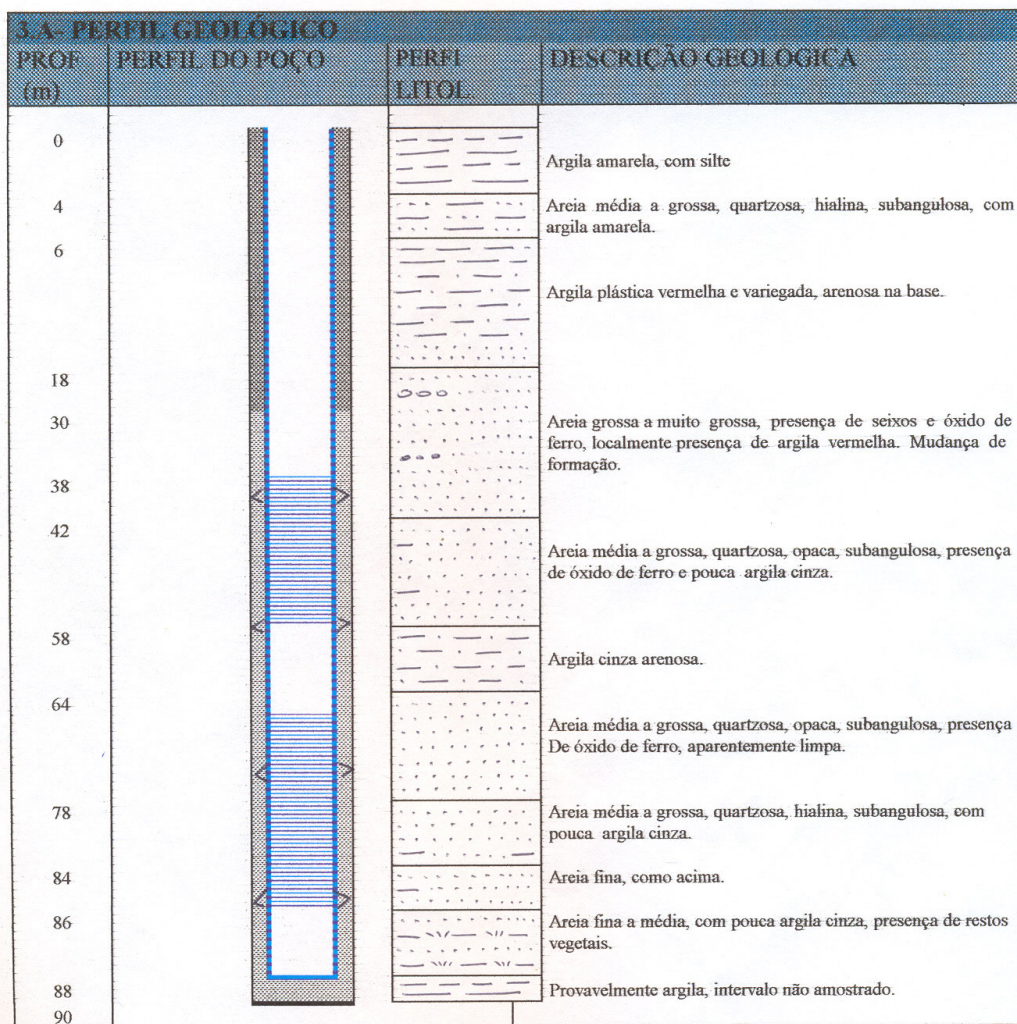 3.A- PERFIL GEOLÓGICO
PROF PERFIL DO POÇO PERFI DESCRIÇÃO GEOLOGICA
(m) LITOL.
0
Argila amarela, com silte
4 Areia média a grossa, quartzosa, hialina, subangulosa, com
argila amarela.
6
Argila plástica vermelha e variegada, arenosa na base.
18
30 Areia grossa a muito grossa, presença de seixos e óxido de
ferro, localmente presença de argila vermelha. Mudança de
formação.
38
42
Areia média a grossa, quartzosa, opaca, subangulosa, presença
de óxido de ferro e pouca argila cinza.
58
Argila cinza arenosa.
64
Areia média a grossa, quartzosa, opaca, subangulosa, presença
De óxido de ferro, aparentemente limpa.
78 Areia média a grossa, quartzosa, hialina, subangulosa, com
pouca argila cinza.
84 Areia fina, como acima.
86 Areia fina a média, com pouca argila cinza, presença de restos
vegetais.
88 Provavelmente argila, intervalo não amostrado.
90